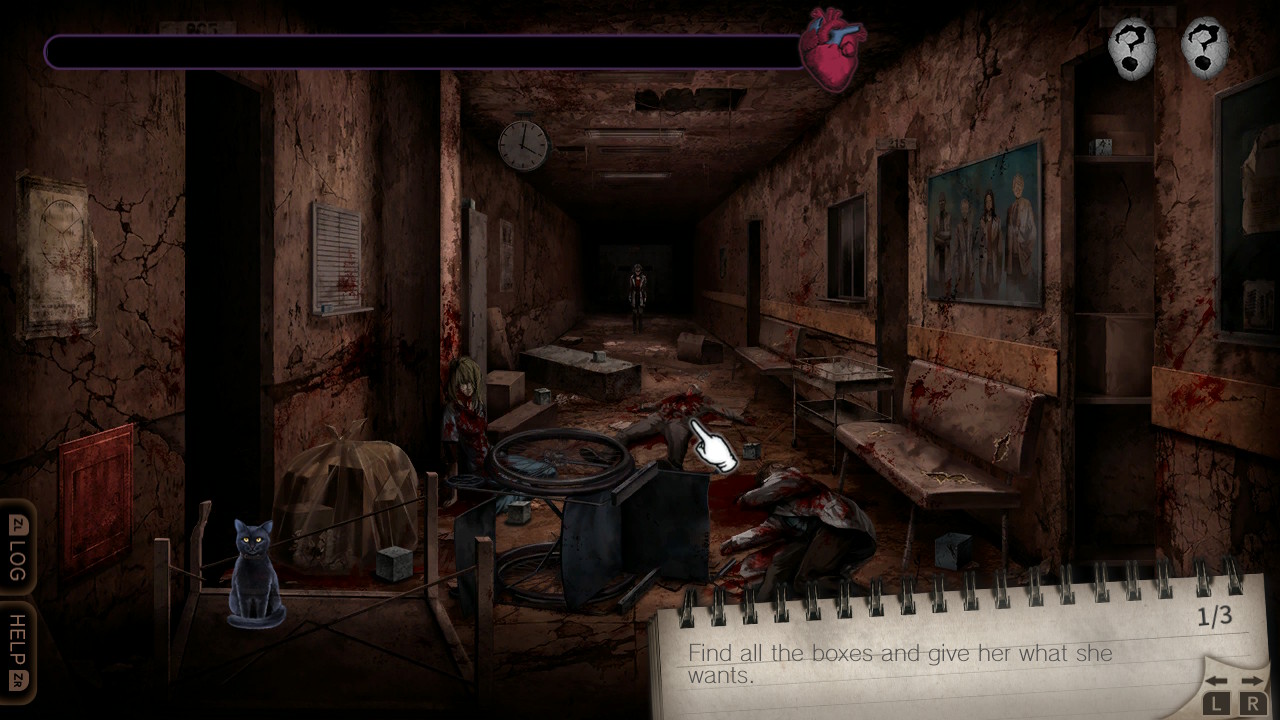 1/3
Find all the boxes and give her what she
wants.
ZL LOG
HELP ZR
L R